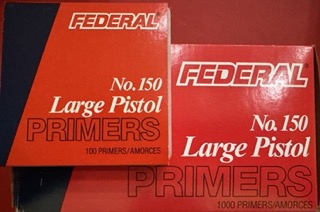 FEDERAL
No. 150
Large Pistol
PRIMERS
100 PRIMERS/AMORCES
FEDERAL
No. 150
Large Pistol
PRIMERS
1000 PRIMERS/AMORCES